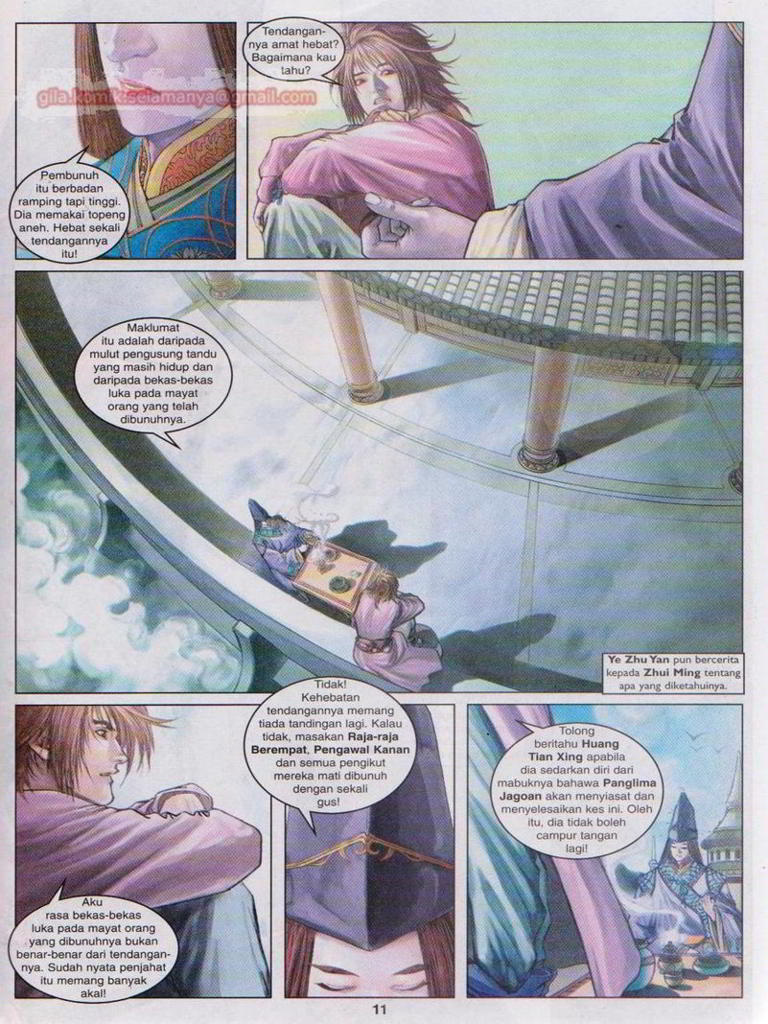 gila.komik.selamanya@gmail.com
Pembunuh
itu berbadan
ramping tapi tinggi.
Dia memakai topeng
aneh. Hebat sekali
tendangannya
itu!
Tendangan-
nya amat hebat?
Bagaimana kau
tahu?
Maklumat
itu adalah daripada
mulut pengusung tandu
yang masih hidup dan
daripada bekas-bekas
luka pada mayat
orang yang telah
dibunuhnya.
Ye Zhu Yan pun bercerita
kepada Zhui Ming tentang
apa yang diketahuinya.
Aku
rasa bekas-bekas
luka pada mayat orang
yang dibunuhnya bukan
benar-benar dari tendangan-
nya. Sudah nyata penjahat
itu memang banyak
akal!
Tidak!
Kehebatan
tendangannya memang
tiada tandingan lagi. Kalau
tidak, masakan Raja-raja
Berempat, Pengawal Kanan
dan semua pengikut
mereka mati dibunuh
dengan sekali
gus!
Tolong
beritahu Huang
Tian Xing apabila
dia sedarkan diri dari
mabuknya bahawa Panglima
Jagoan akan menyiasat dan
menyelesaikan kes ini. Oleh
itu, dia tidak boleh
campur tangan
lagi!
11